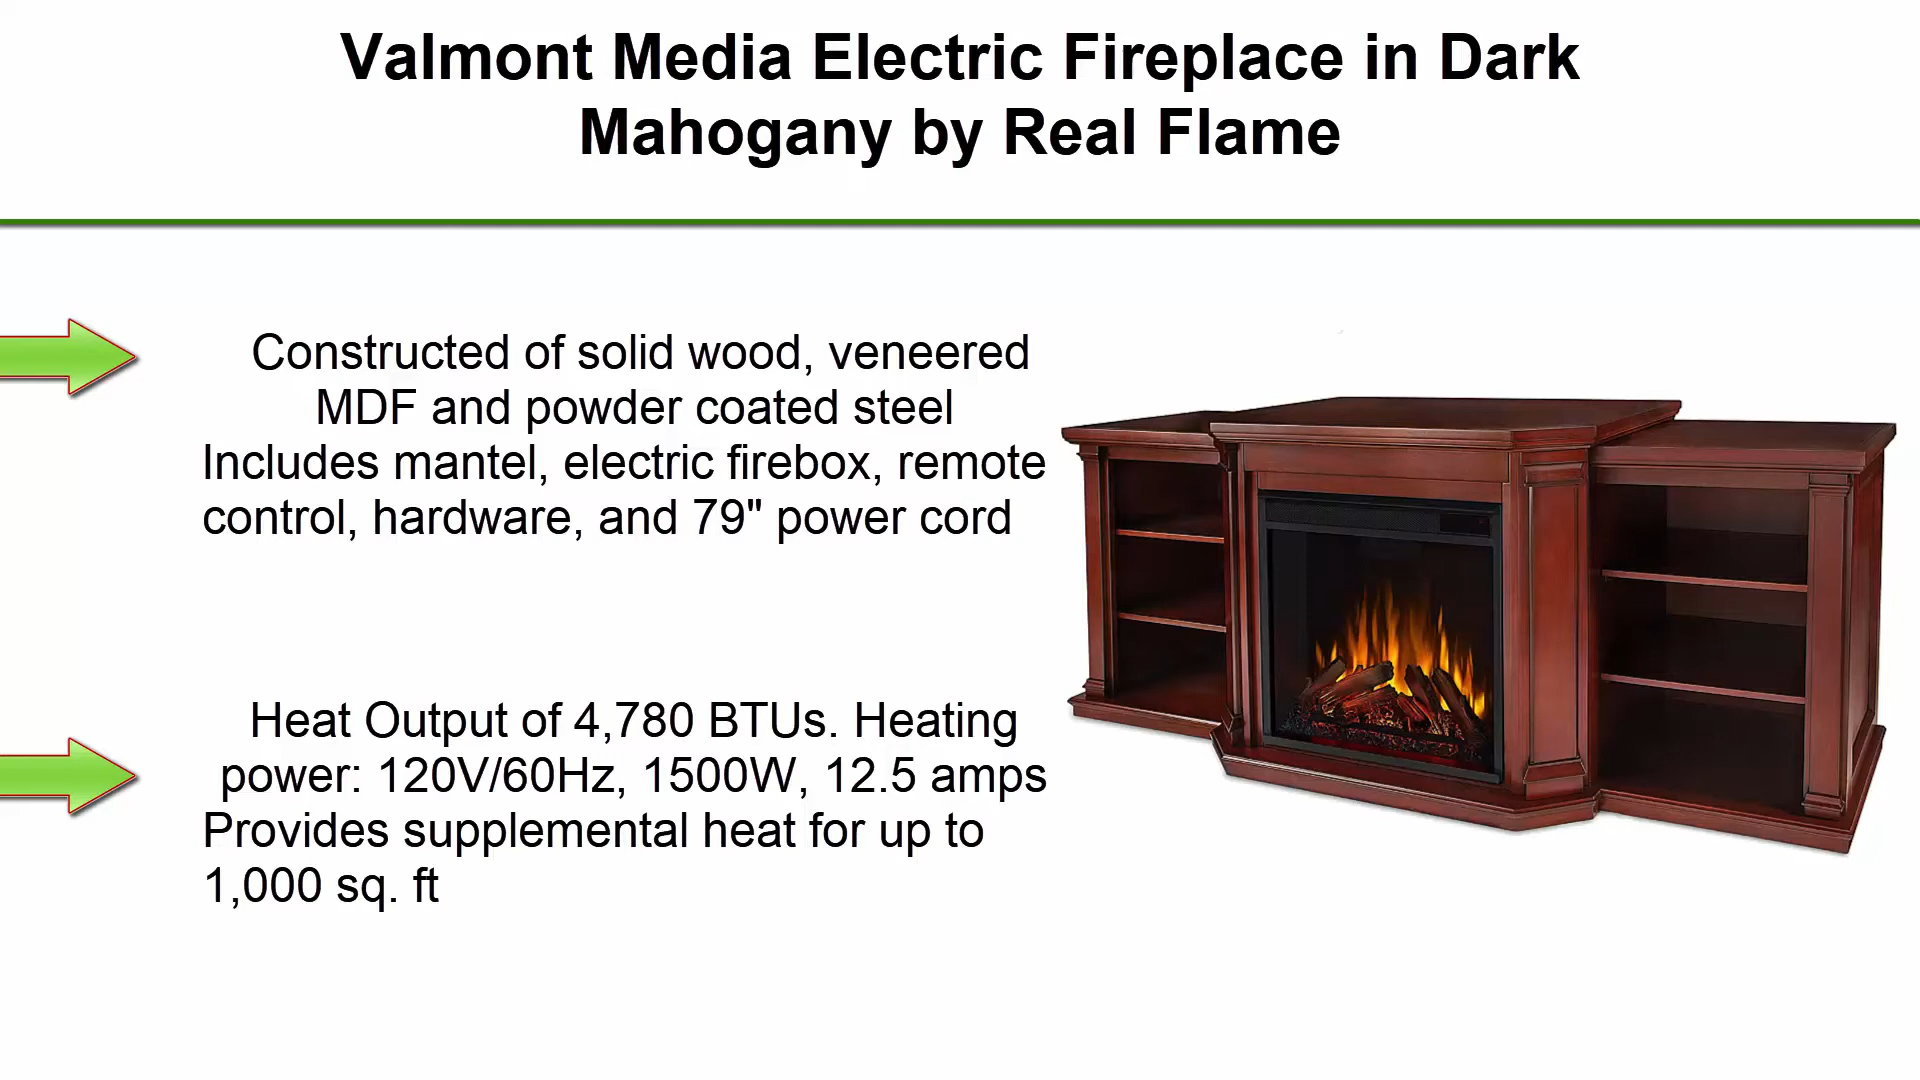 Valmont Media Electric Fireplace in Dark
Mahogany by Real Flame
Constructed of solid wood, veneered
MDF and powder coated steel
Includes mantel, electric firebox, remote
control, hardware, and 79" power cord
Heat Output of 4,780 BTUs. Heating
power: 120V/60Hz, 1500W, 12.5 amps
Provides supplemental heat for up to
1,000 sq. ft